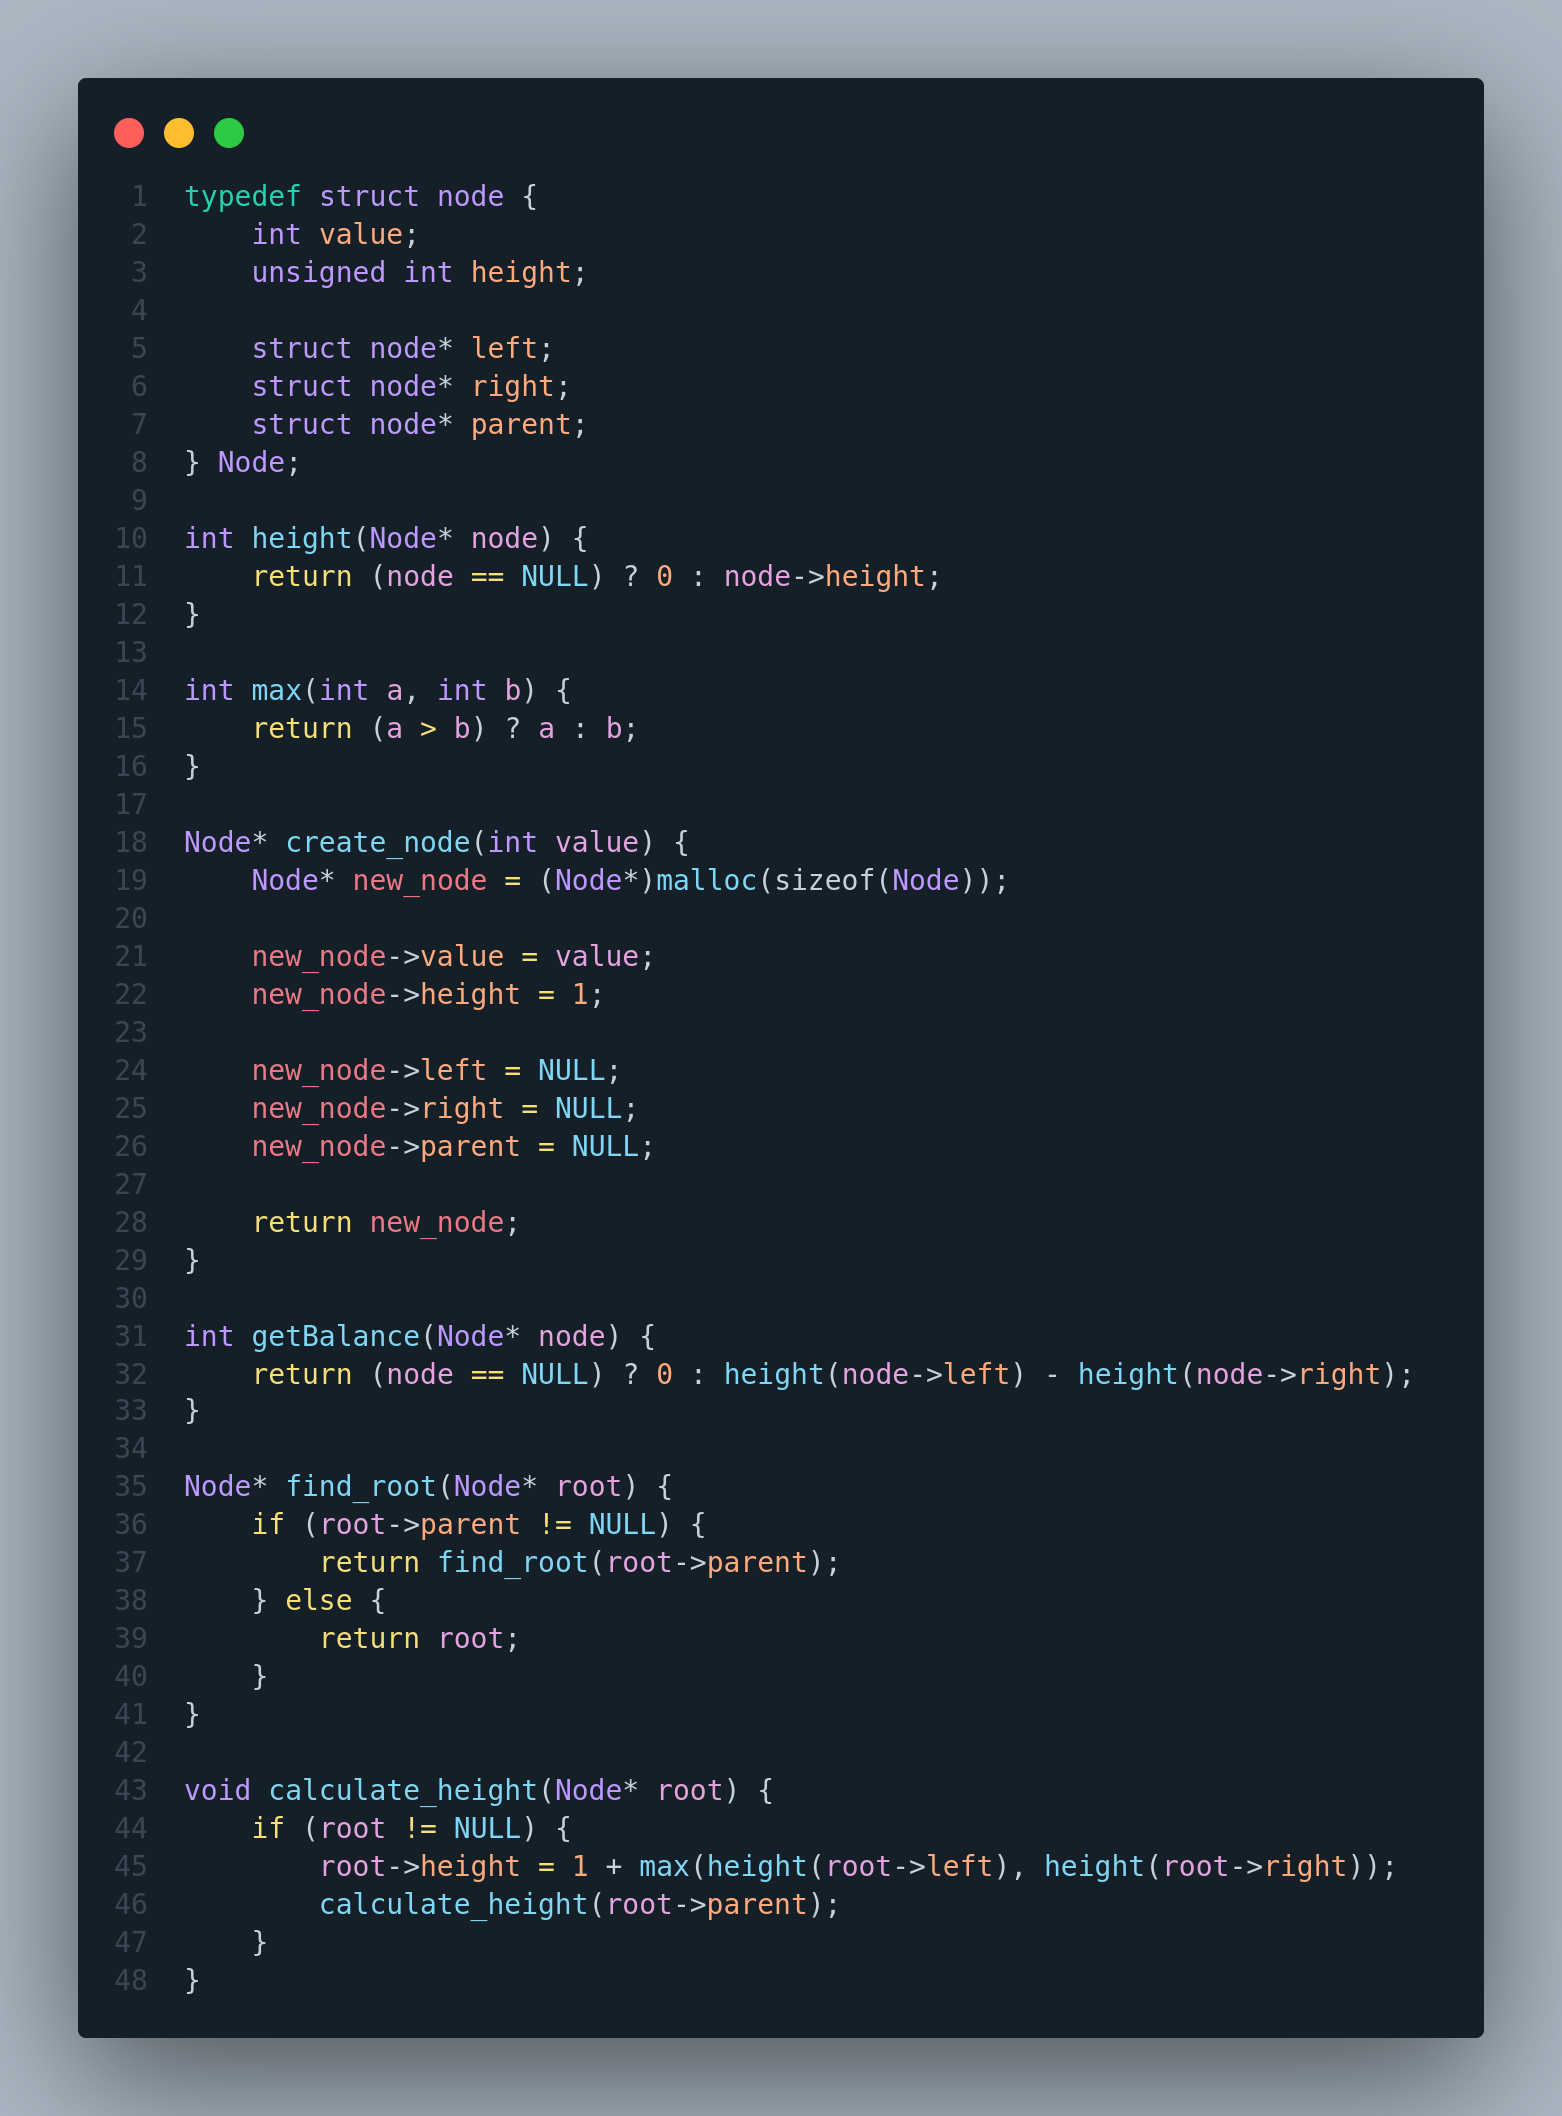 1 typedef struct node {
2     int value;
3     unsigned int height;
4
5     struct node* left;
6     struct node* right;
7     struct node* parent;
8 } Node;
9
10 int height(Node* node) {
11     return (node == NULL) ? 0 : node->height;
12 }
13
14 int max(int a, int b) {
15     return (a > b) ? a : b;
16 }
17
18 Node* create_node(int value) {
19     Node* new_node = (Node*)malloc(sizeof(Node));
20
21     new_node->value = value;
22     new_node->height = 1;
23
24     new_node->left = NULL;
25     new_node->right = NULL;
26     new_node->parent = NULL;
27
28     return new_node;
29 }
30
31 int getBalance(Node* node) {
32     return (node == NULL) ? 0 : height(node->left) - height(node->right);
33 }
34
35 Node* find_root(Node* root) {
36     if (root->parent != NULL) {
37         return find_root(root->parent);
38     } else {
39         return root;
40     }
41 }
42
43 void calculate_height(Node* root) {
44     if (root != NULL) {
45         root->height = 1 + max(height(root->left), height(root->right));
46         calculate_height(root->parent);
47     }
48 }